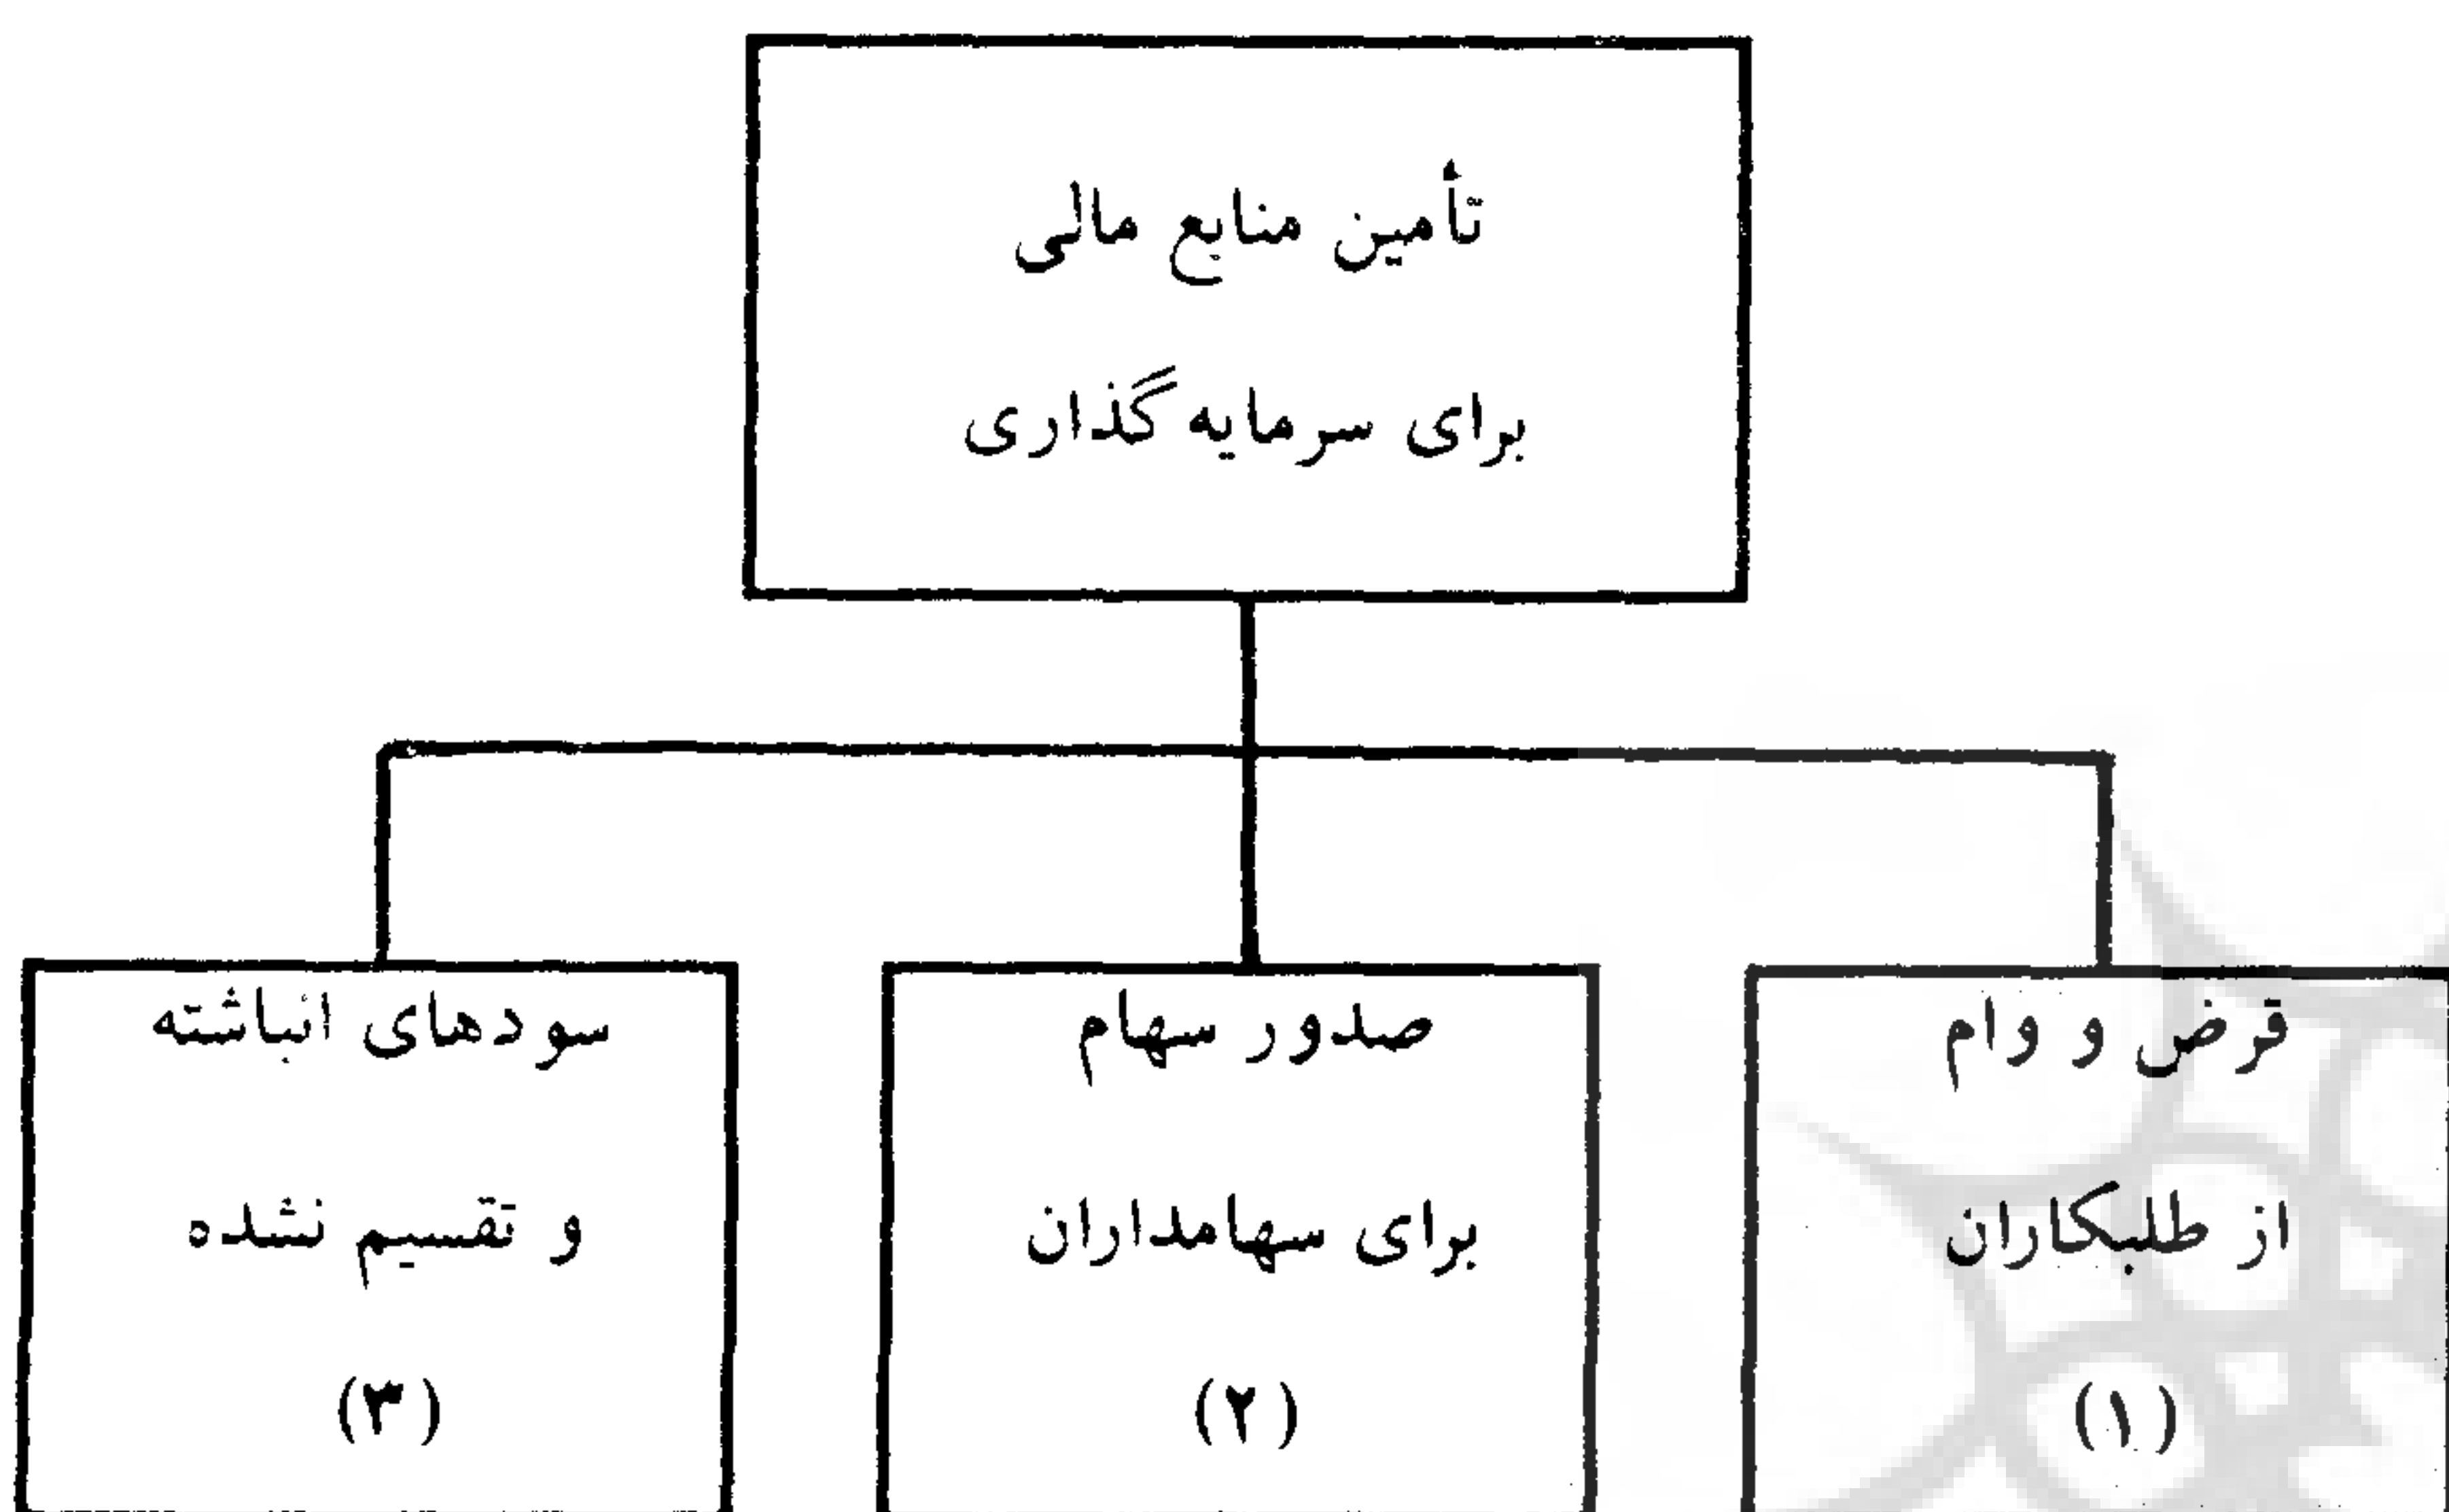 تأمین منابع مالی
برای سرمایه گذاری
قرض و وام
از طلبکاران
(۱)
صدور سهام
برای سهامداران
(۲)
سودهای انباشته
و تقسیم نشده
(۳)